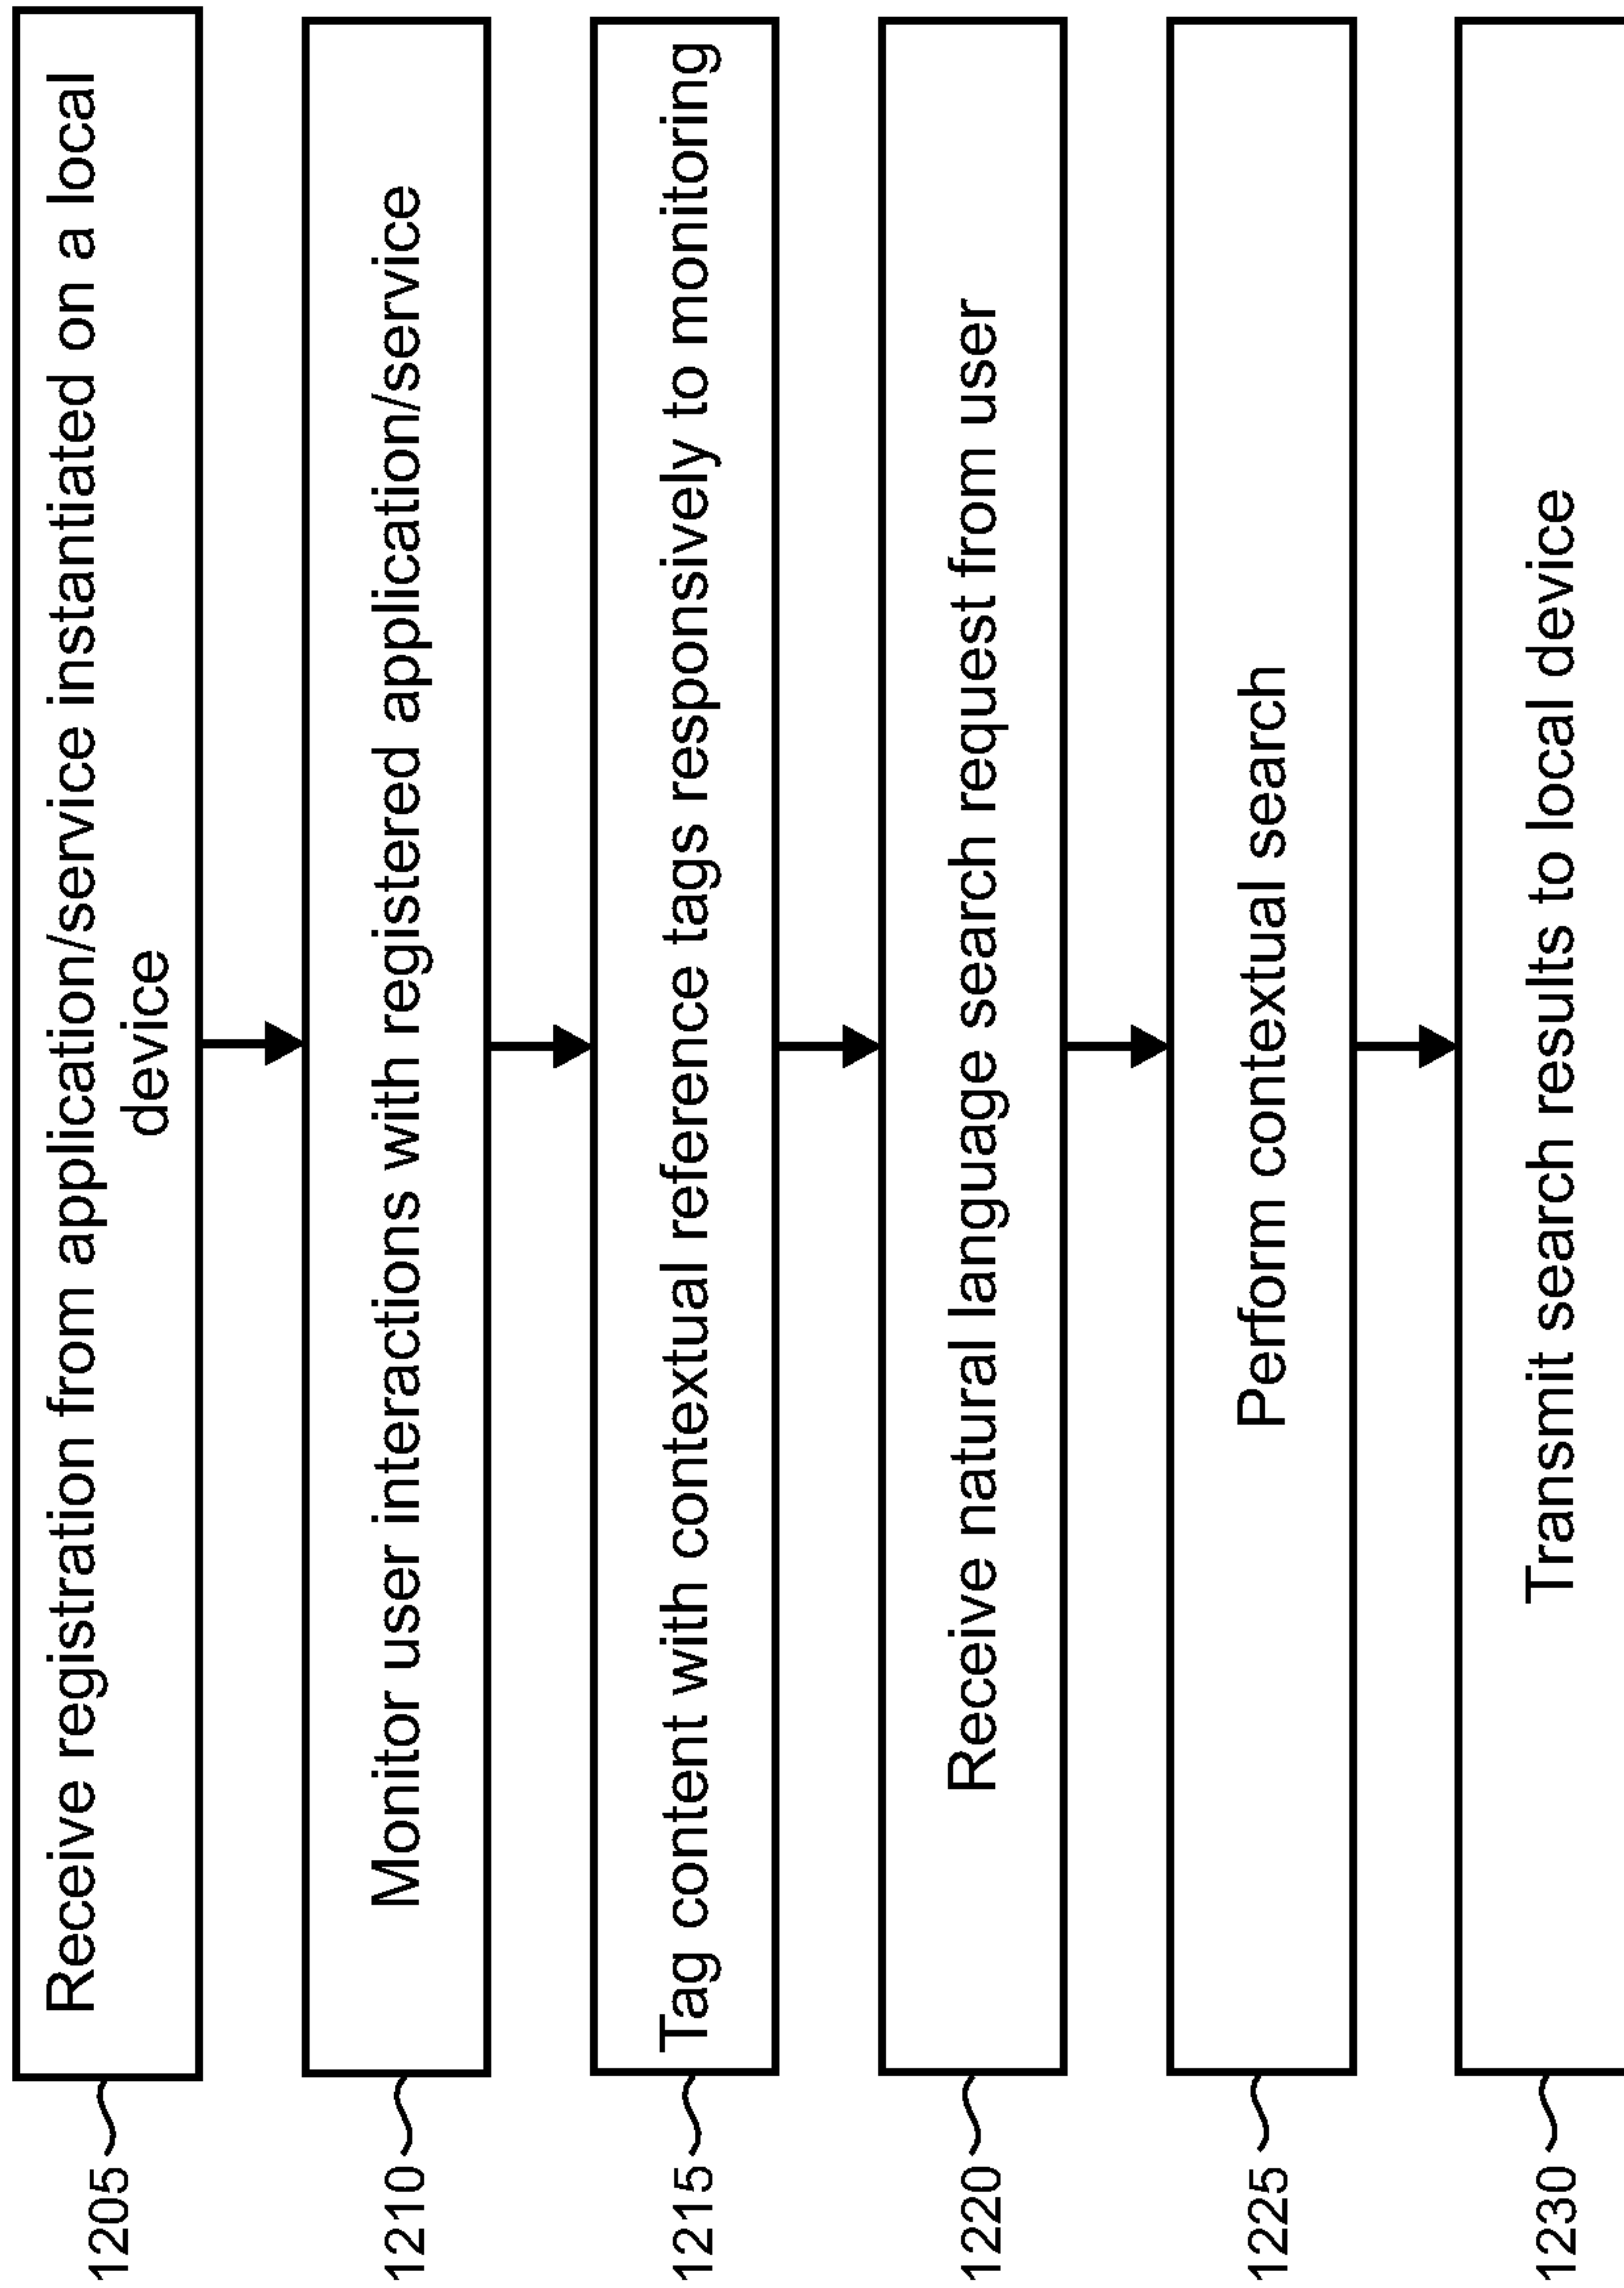 1205
Receive registration from application/service instantiated on a local
device
1210
Monitor user interactions with registered application/service
1215
Tag content with contextual reference tags responsively to monitoring
1220
Receive natural language search request from user
1225
Perform contextual search
1230
Transmit search results to local device